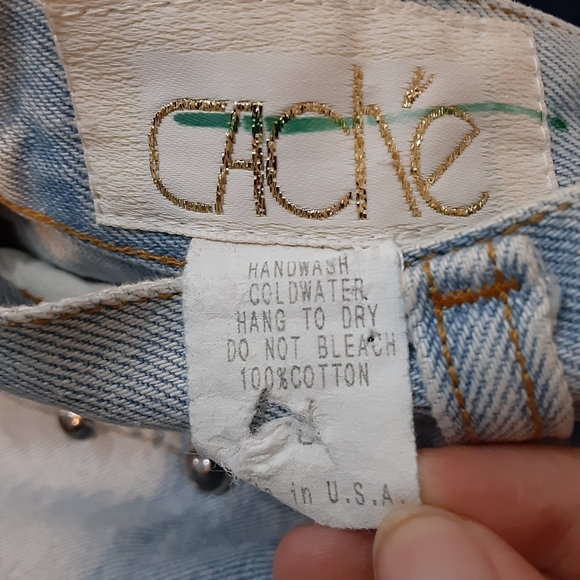 CAché
HANDWASH
COLDWATER
HANG TO DRY
DO NOT BLEACH
100%COTTON
in U.S.A.